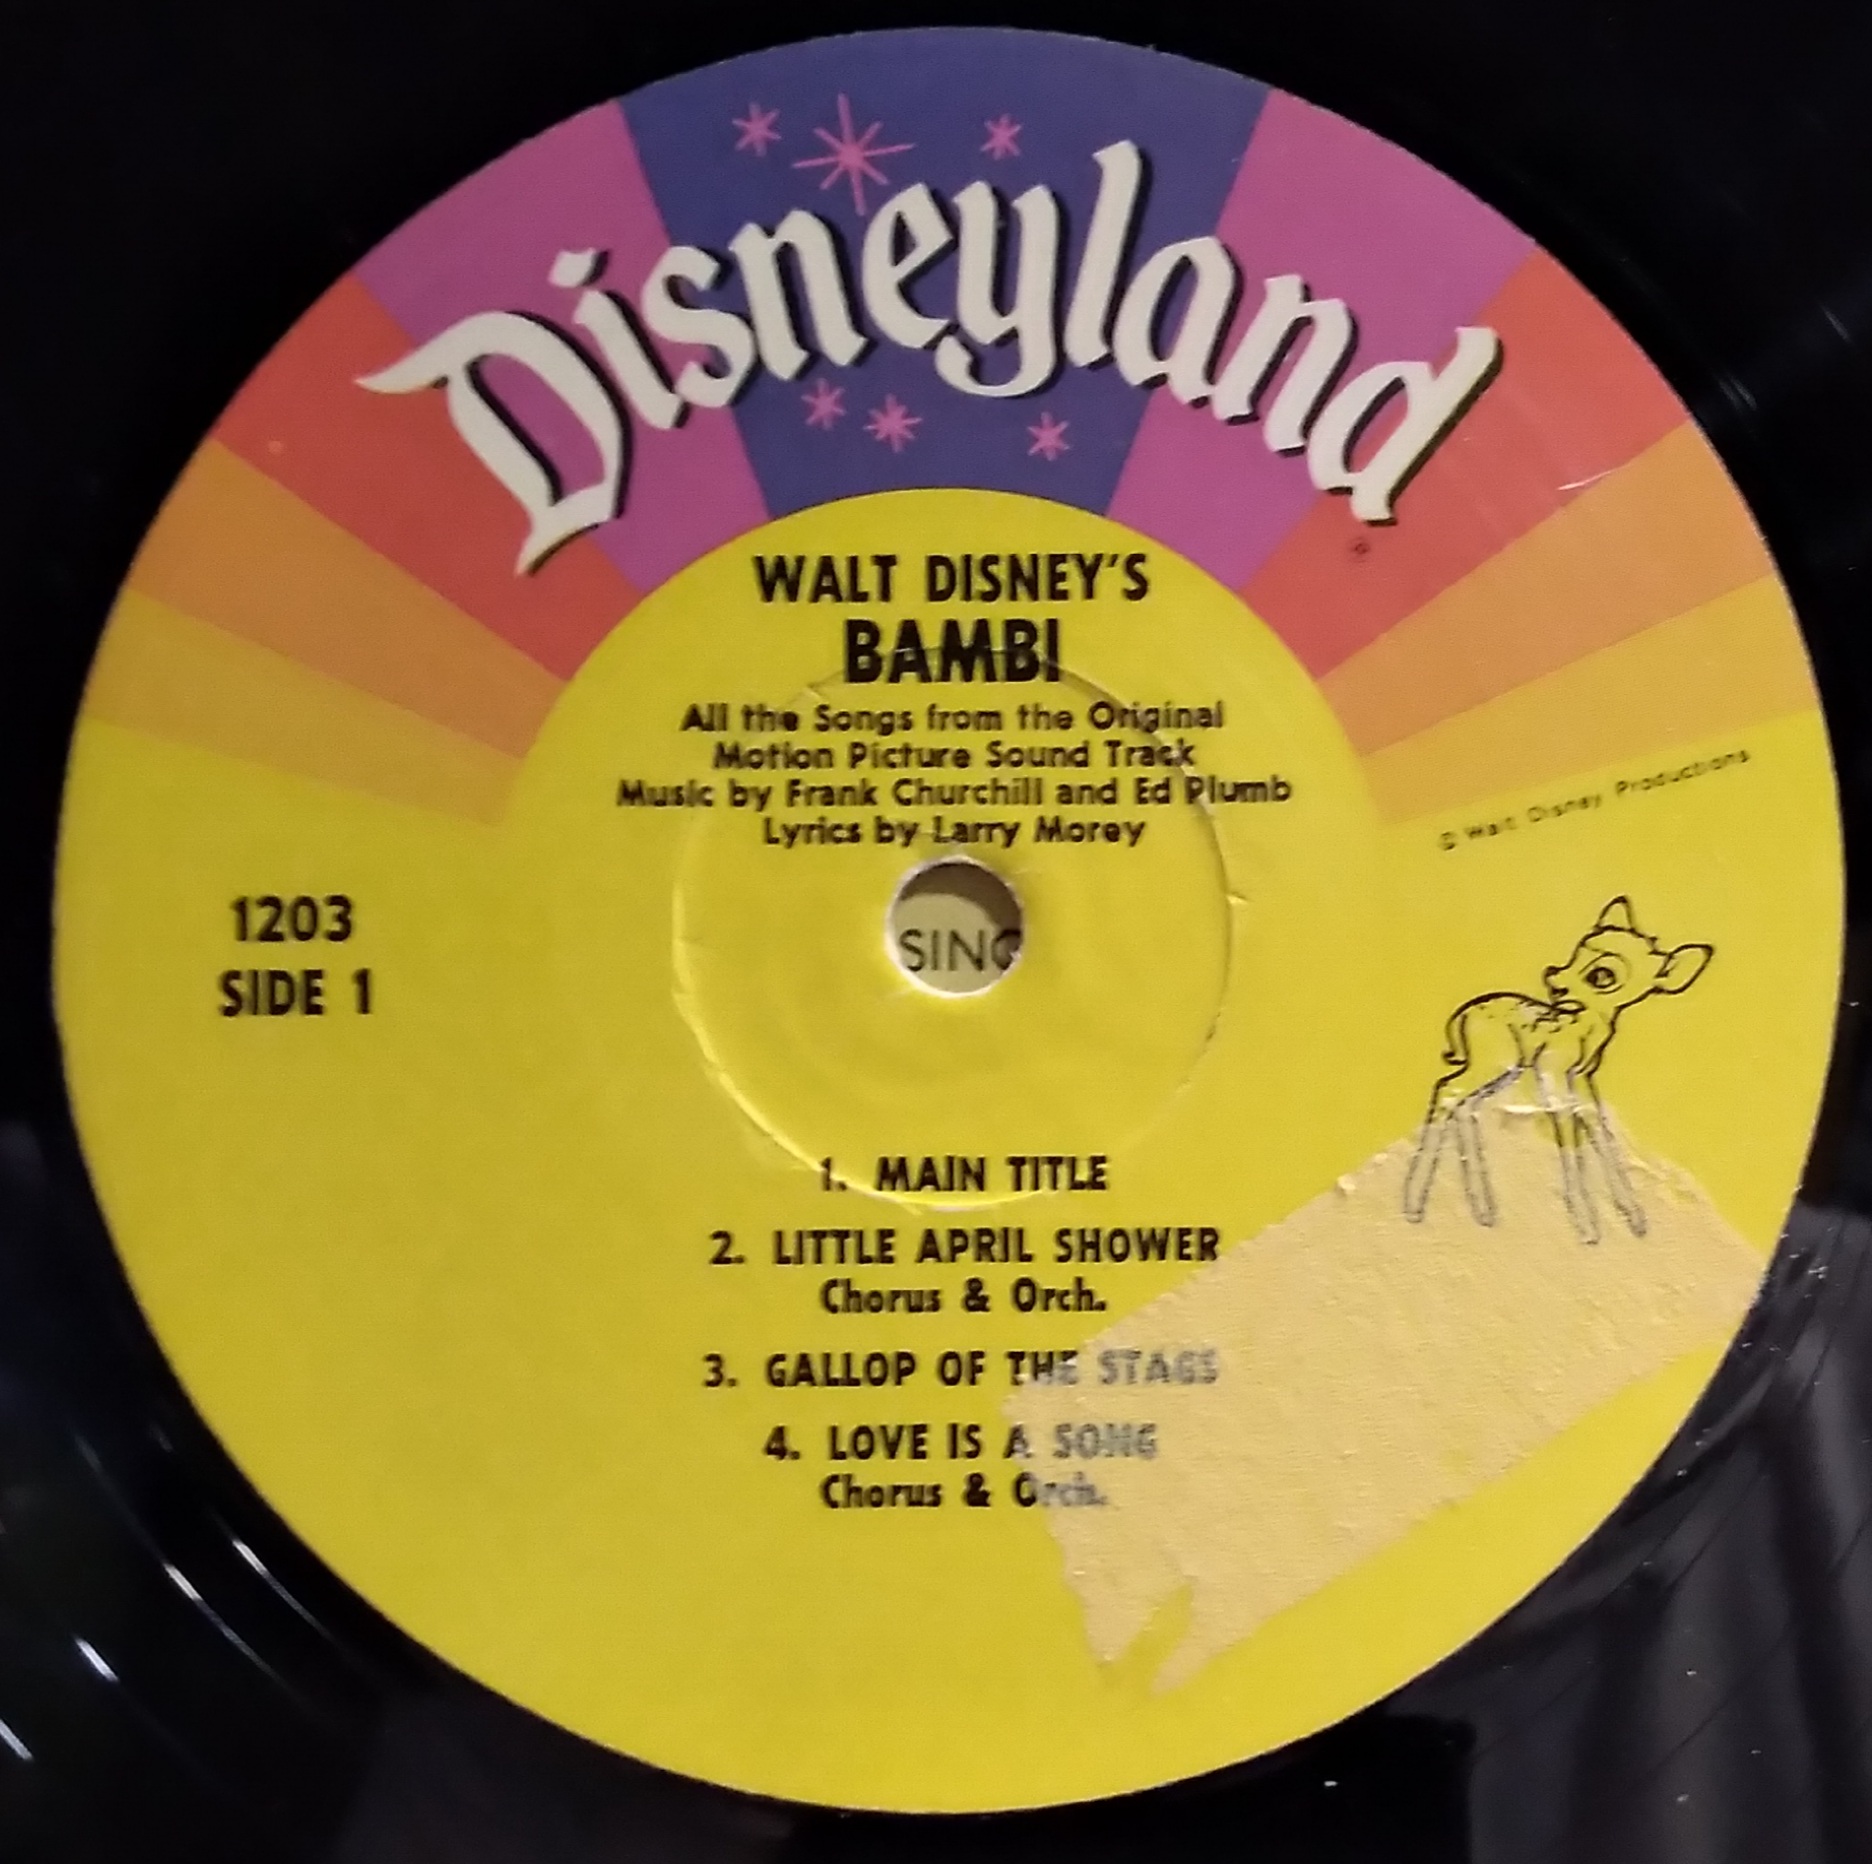 Disneyland
WALT DISNEY'S
BAMBI
All the Songs from the Original
Motion Picture Sound Track
Music by Frank Churchill and Ed Plumb
Lyrics by Larry Morey
© Walt Disney Productions
1203
SIDE 1
SING
1. MAIN TITLE
2. LITTLE APRIL SHOWER
Chorus & Orch.
3. GALLOP OF THE STAGS
4. LOVE IS A SONG
Chorus & Orch.